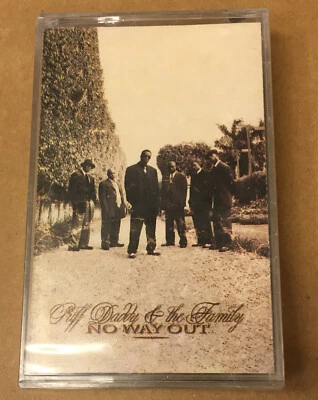 Puff Daddy & the Family
NO WAY OUT